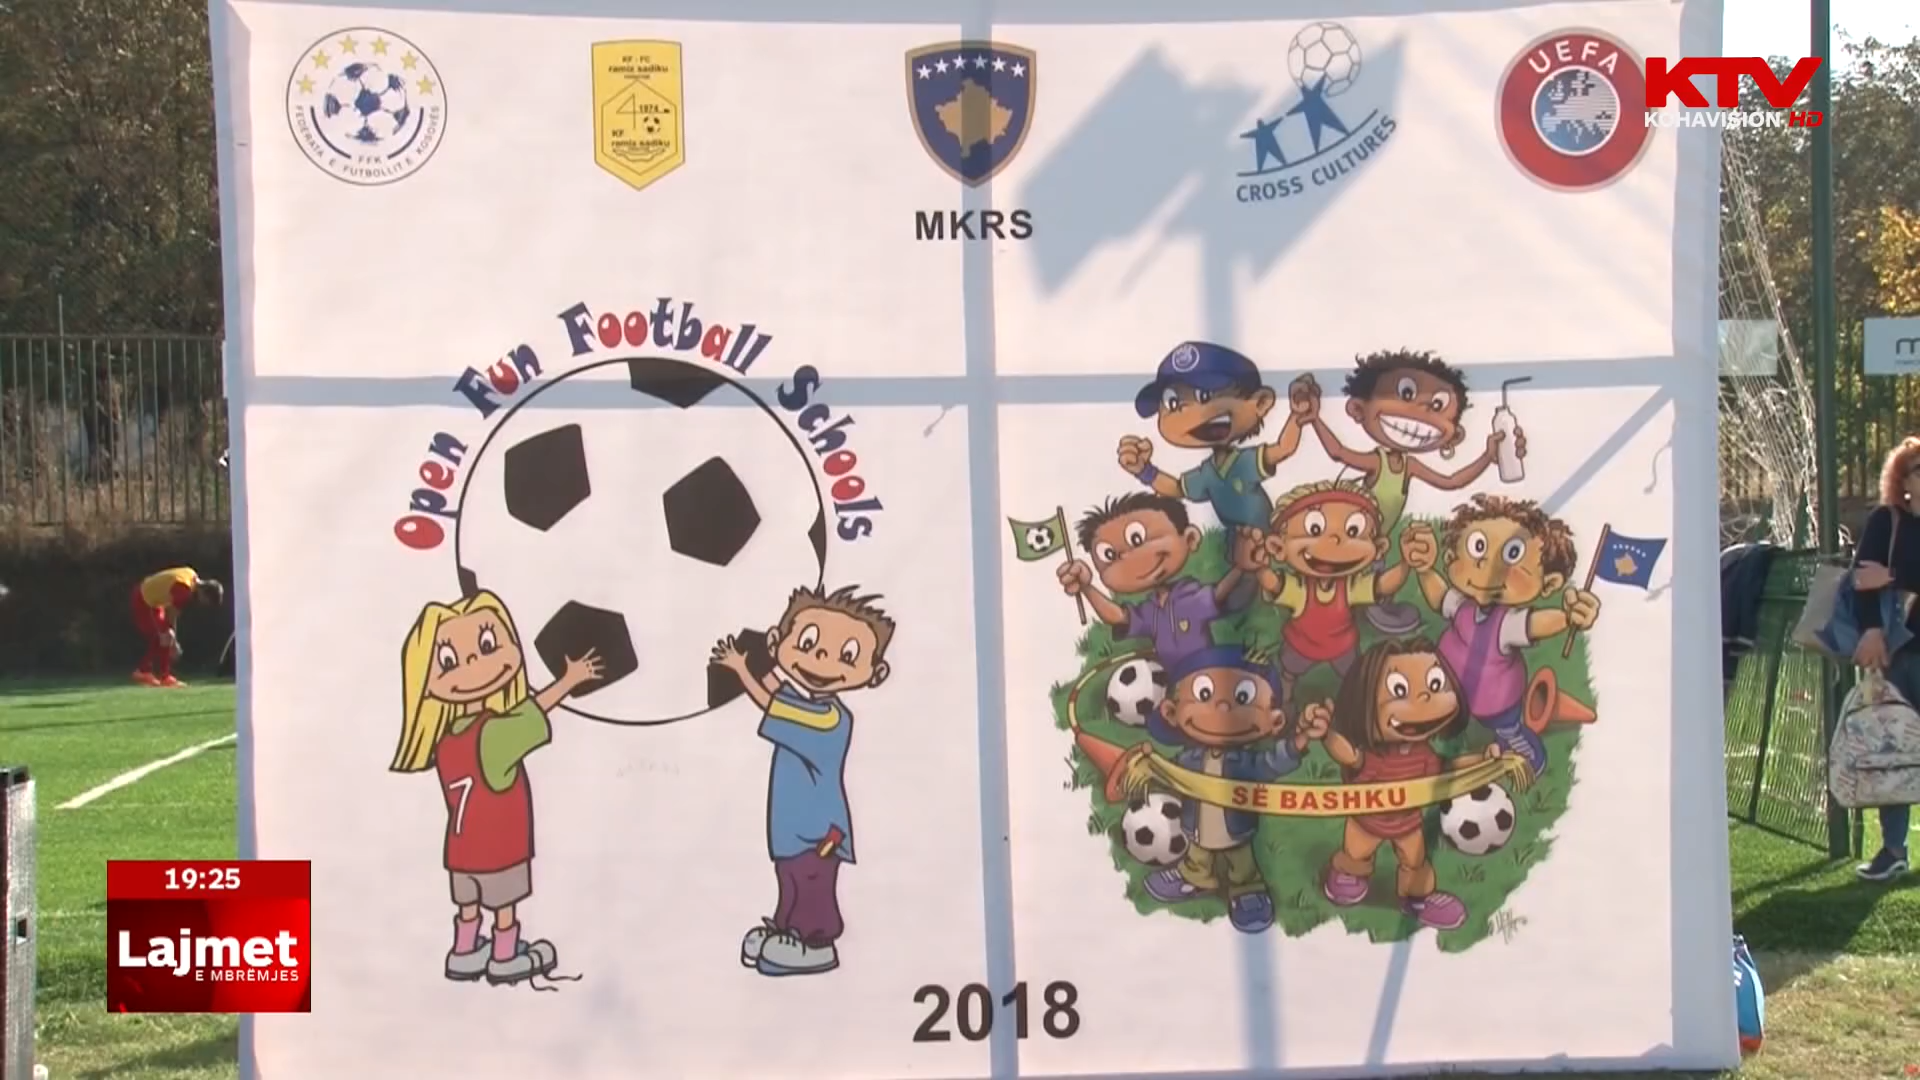 FEDERATA E FUTBOLLIT E KOSOVËS
FFK
KF - FC
ramiz sadiku
1974
KF
ramiz sadiku
MKRS
CROSS CULTURES
UEFA
KTV
KOHAVISION HD
Open Fun Football Schools
7
SË BASHKU
2018
19:25
Lajmet
E MBRËMJES